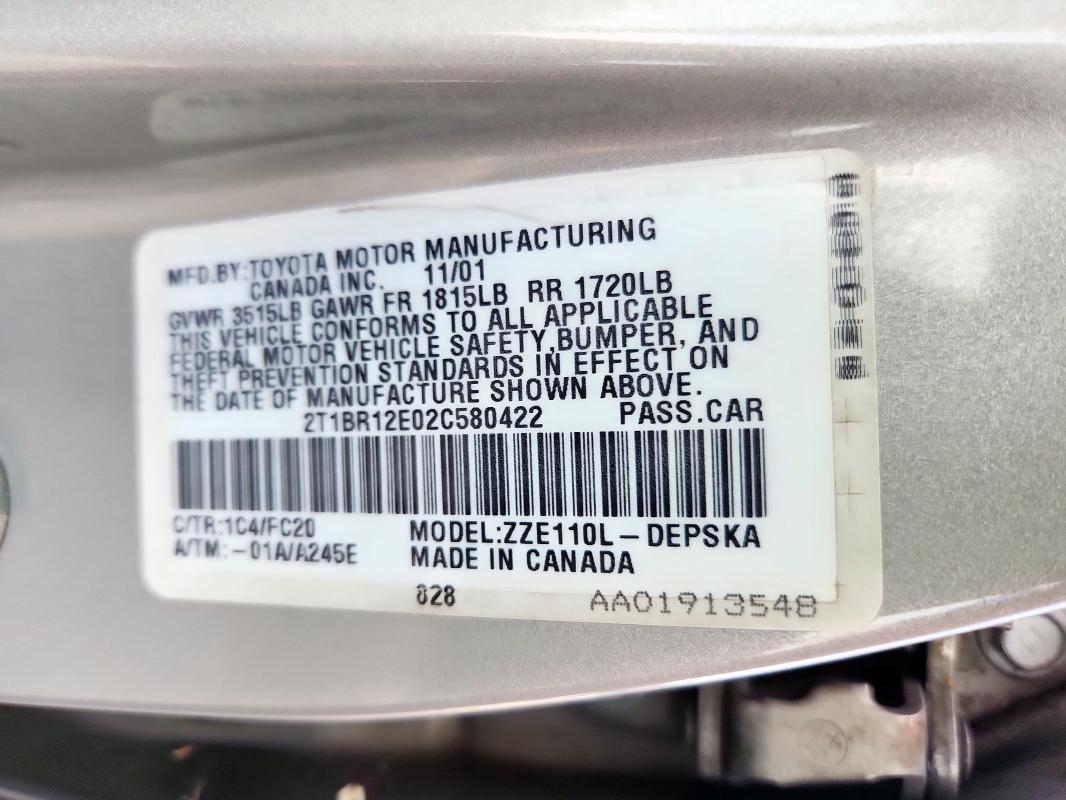 MFD.BY:TOYOTA MOTOR MANUFACTURING
CANADA INC. 11/01
GVWR 3515LB GAWR FR 1815LB RR 1720LB
THIS VEHICLE CONFORMS TO ALL APPLICABLE
FEDERAL MOTOR VEHICLE SAFETY,BUMPER, AND
THEFT PREVENTION STANDARDS IN EFFECT ON
THE DATE OF MANUFACTURE SHOWN ABOVE.
2T1BR12E02C580422 PASS.CAR
C/TR:1C4/FC20 MODEL:ZZE110L-DEPSKA
A/TM:-01A/A245E MADE IN CANADA
028 AA01913548